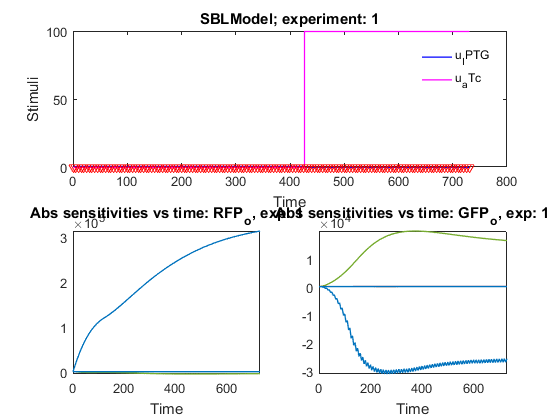 SBLModel; experiment: 1
Stimuli
100
50
0
u_IPTG
u_aTc
0 100 200 300 400 500 600 700 800
Time
Abs sensitivities vs time: RFP_o, exp: 1
Abs sensitivities vs time: GFP_o, exp: 1
3
2
1
0
0 200 400 600
Time
×10^4
1
0
-1
-2
-3
0 200 400 600
Time